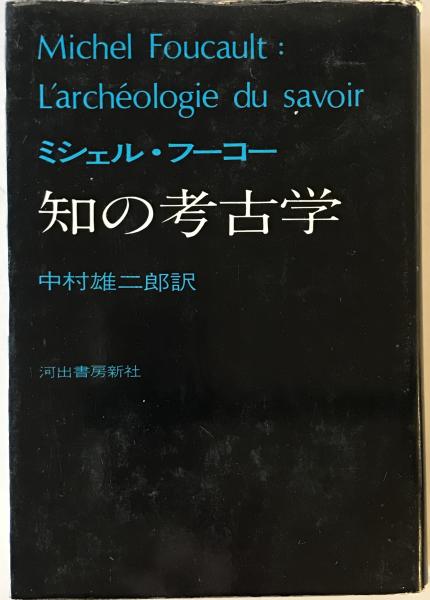 Michel Foucault :
L'archéologie du savoir
ミシェル・フーコー
知の考古学
中村雄二郎訳
河出書房新社